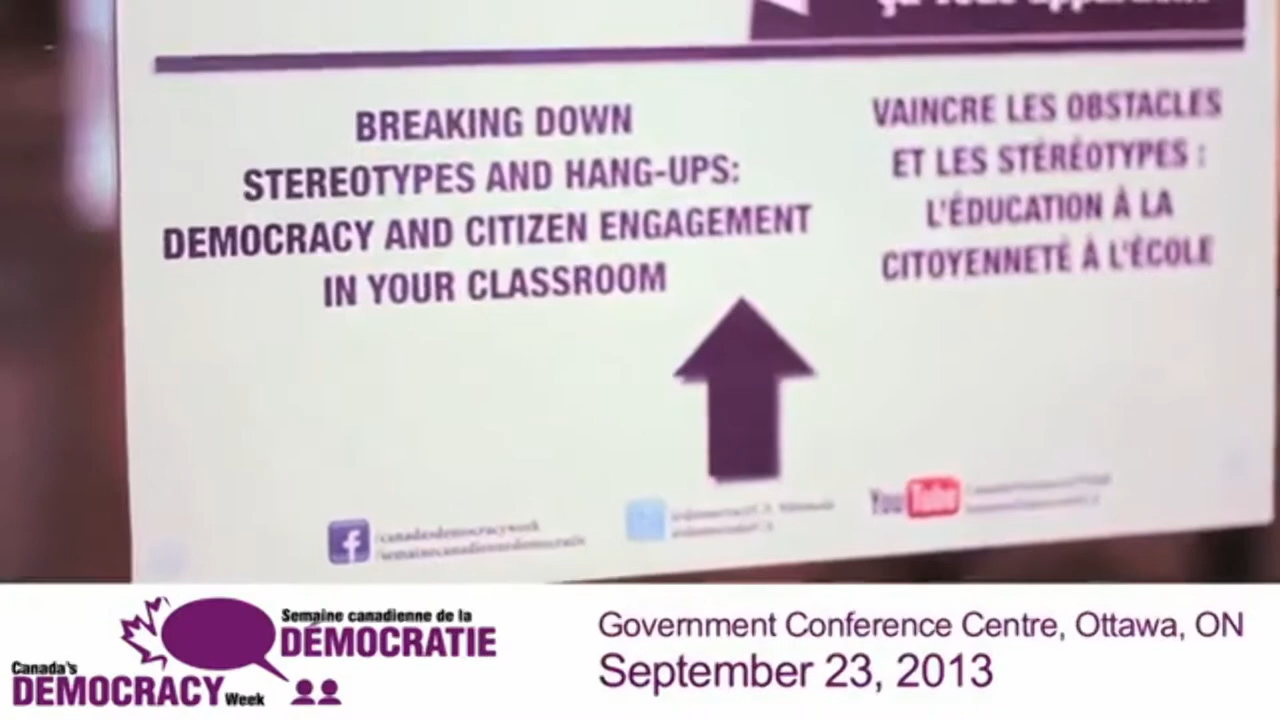 BREAKING DOWN
STEREOTYPES AND HANG-UPS:
DEMOCRACY AND CITIZEN ENGAGEMENT
IN YOUR CLASSROOM
VAINCRE LES OBSTACLES
ET LES STÉRÉOTYPES :
L'ÉDUCATION À LA
CITOYENNETÉ À L'ÉCOLE
/canadasdemocracyweek
/semainecanadiennedemocratie
YouTube
Semaine canadienne de la
DÉMOCRATIE
Canada's
DEMOCRACY Week
Government Conference Centre, Ottawa, ON
September 23, 2013